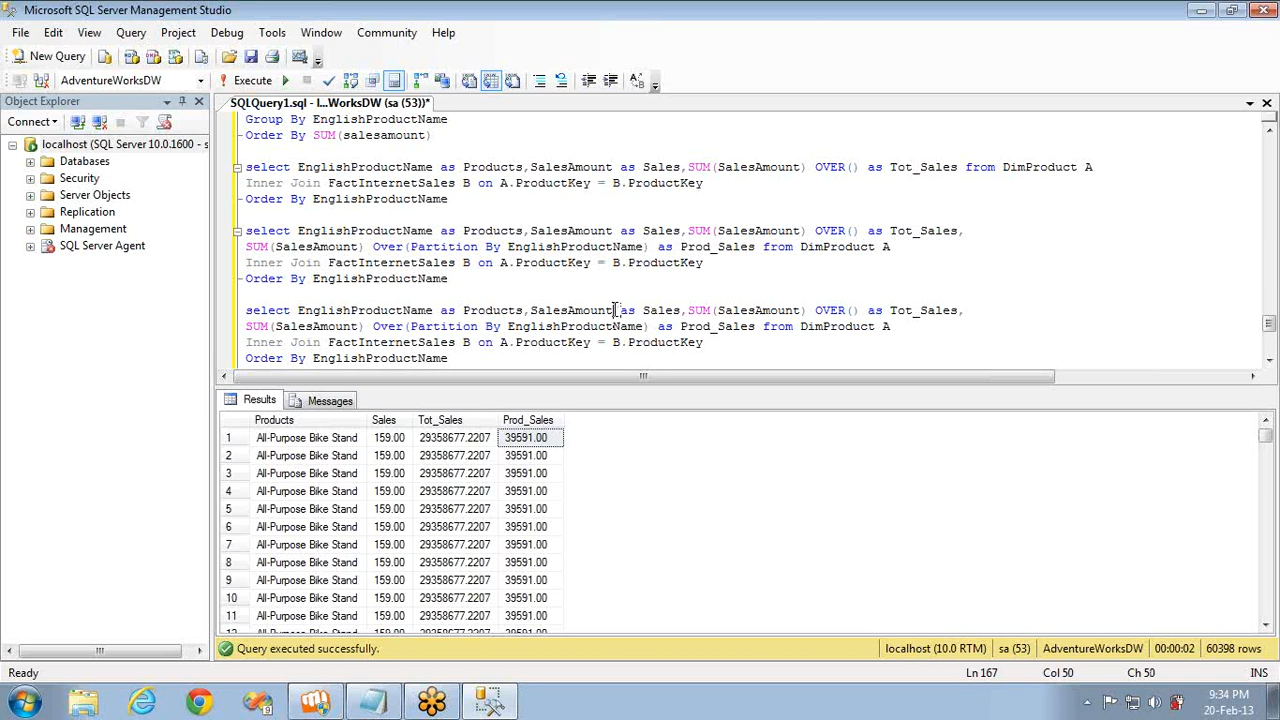 Microsoft SQL Server Management Studio
File Edit View Query Project Debug Tools Window Community Help
New Query
AdventureWorksDW Execute
Object Explorer
SQLQuery1.sql - l...WorksDW (sa (53))*
Connect
localhost (SQL Server 10.0.1600 - s
Databases
Security
Server Objects
Replication
Management
SQL Server Agent
Group By EnglishProductName
Order By SUM(salesamount)
select EnglishProductName as Products,SalesAmount as Sales,SUM(SalesAmount) OVER() as Tot_Sales from DimProduct A
Inner Join FactInternetSales B on A.ProductKey = B.ProductKey
Order By EnglishProductName
select EnglishProductName as Products,SalesAmount as Sales,SUM(SalesAmount) OVER() as Tot_Sales,
SUM(SalesAmount) Over(Partition By EnglishProductName) as Prod_Sales from DimProduct A
Inner Join FactInternetSales B on A.ProductKey = B.ProductKey
Order By EnglishProductName
select EnglishProductName as Products,SalesAmount as Sales,SUM(SalesAmount) OVER() as Tot_Sales,
SUM(SalesAmount) Over(Partition By EnglishProductName) as Prod_Sales from DimProduct A
Inner Join FactInternetSales B on A.ProductKey = B.ProductKey
Order By EnglishProductName
Results Messages
Products Sales Tot_Sales Prod_Sales
1 All-Purpose Bike Stand 159.00 29358677.2207 39591.00
2 All-Purpose Bike Stand 159.00 29358677.2207 39591.00
3 All-Purpose Bike Stand 159.00 29358677.2207 39591.00
4 All-Purpose Bike Stand 159.00 29358677.2207 39591.00
5 All-Purpose Bike Stand 159.00 29358677.2207 39591.00
6 All-Purpose Bike Stand 159.00 29358677.2207 39591.00
7 All-Purpose Bike Stand 159.00 29358677.2207 39591.00
8 All-Purpose Bike Stand 159.00 29358677.2207 39591.00
9 All-Purpose Bike Stand 159.00 29358677.2207 39591.00
10 All-Purpose Bike Stand 159.00 29358677.2207 39591.00
11 All-Purpose Bike Stand 159.00 29358677.2207 39591.00
Query executed successfully. localhost (10.0 RTM) sa (53) AdventureWorksDW 00:00:02 60398 rows
Ready Ln 167 Col 50 Ch 50 INS
9:34 PM
20-Feb-13